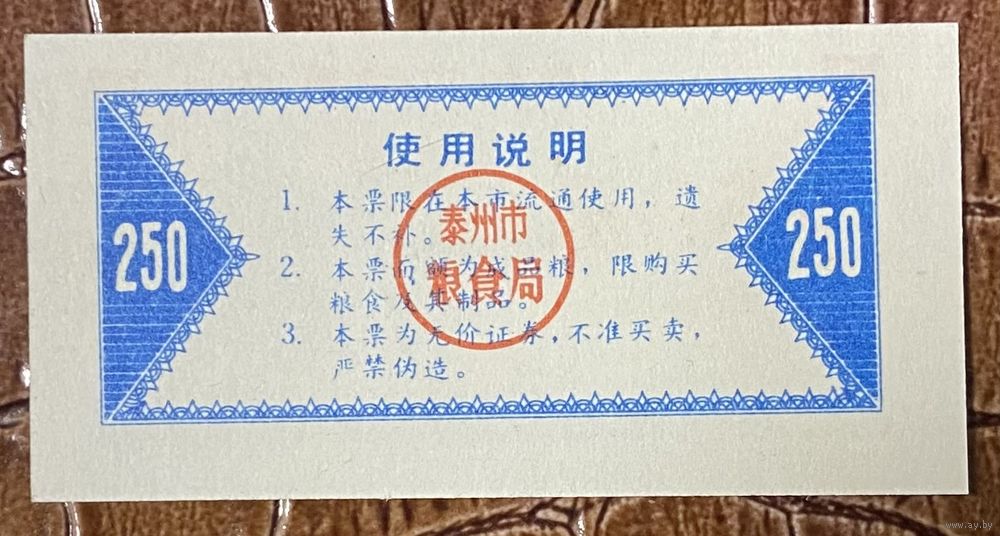 使用说明
1. 本票限在本市流通使用，遗
失不补。
2. 本票面额为成品粮，限购买
粮食及其制品。
3. 本票为无价证券，不准买卖，
严禁伪造。
泰州市
粮食局
250
250
www.ay.by